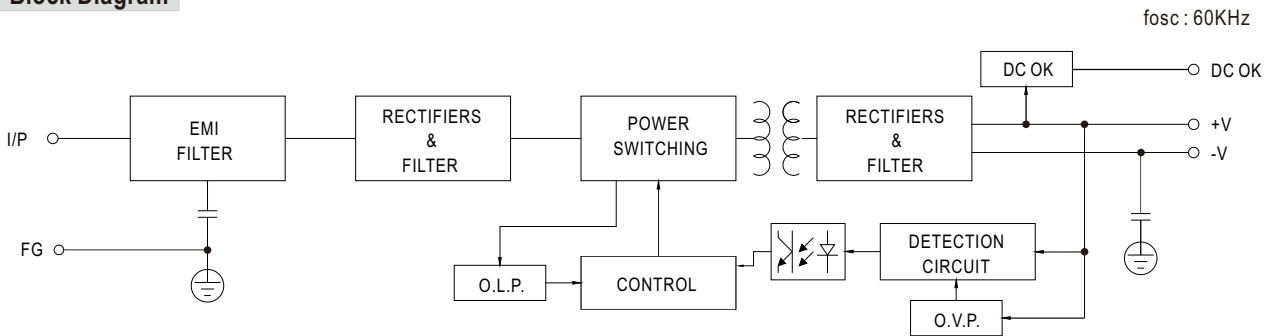 Block Diagram
fosc : 60KHz
DC OK
DC OK
I/P
EMI
FILTER
RECTIFIERS
&
FILTER
POWER
SWITCHING
RECTIFIERS
&
FILTER
+V
-V
FG
O.L.P.
CONTROL
DETECTION
CIRCUIT
O.V.P.